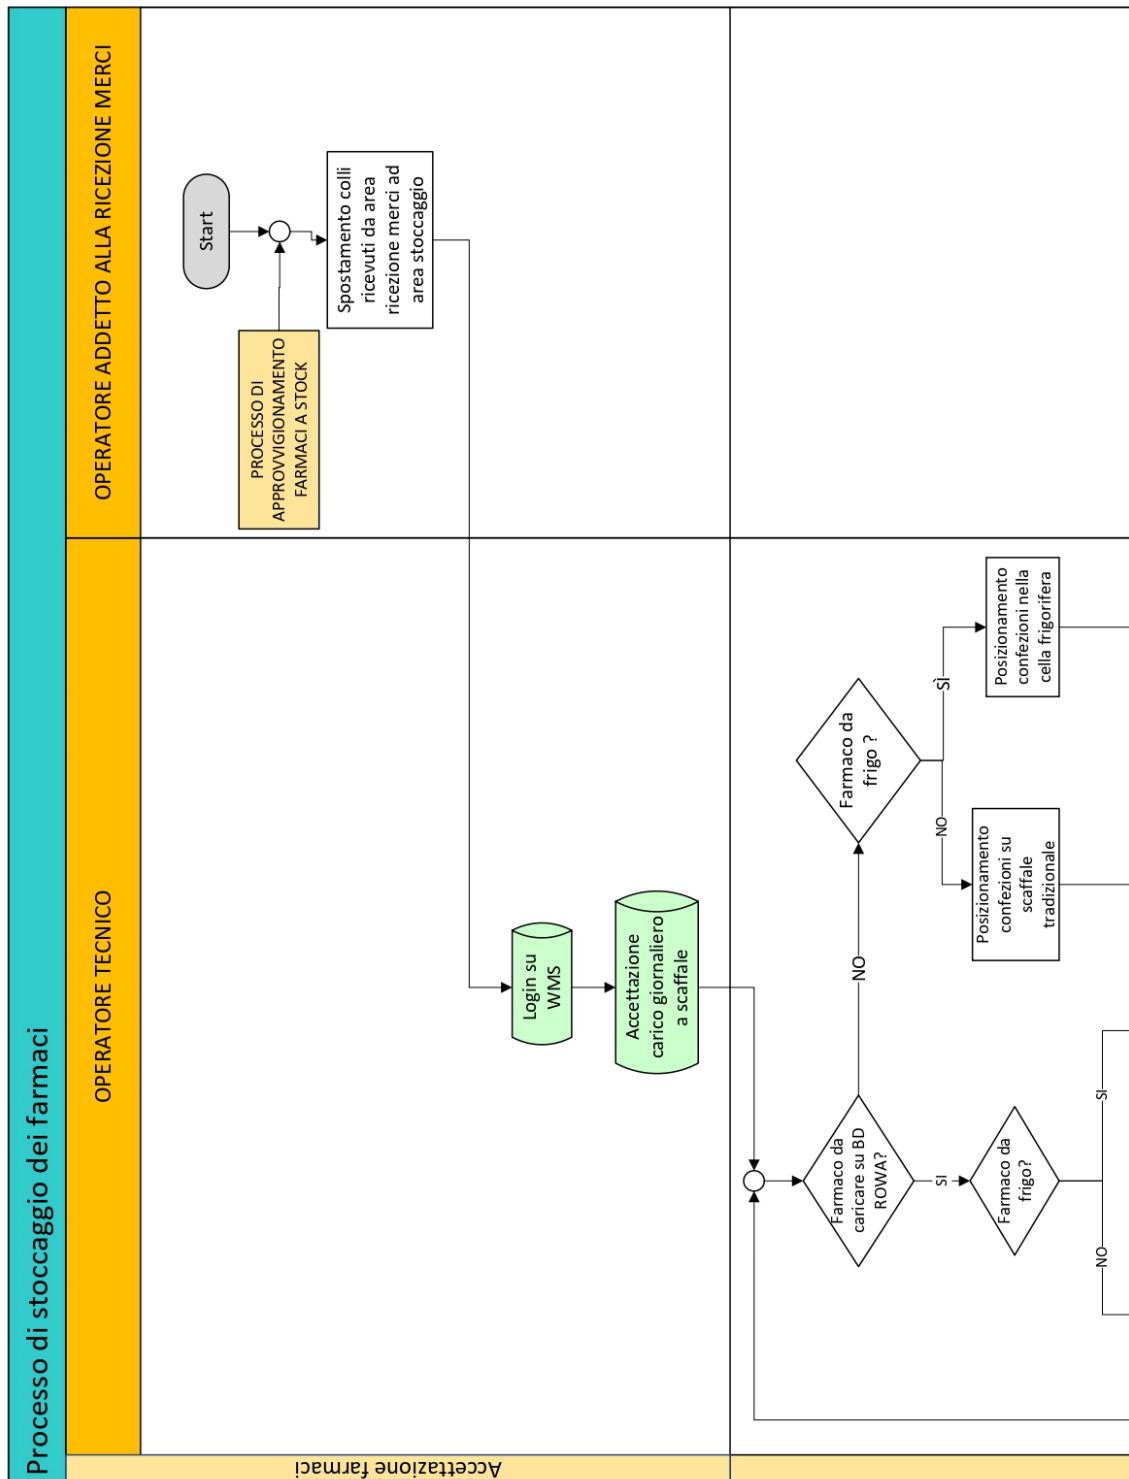 Processo di stoccaggio dei farmaci
OPERATORE TECNICO
OPERATORE ADDETTO ALLA RICEZIONE MERCI
Accettazione farmaci
Start
PROCESSO DI
APPROVVIGIONAMENTO
FARMACI A STOCK
Spostamento colli
ricevuti da area
ricezione merci ad
area stoccaggio
Login su
WMS
Accettazione
carico giornaliero
a scaffale
Farmaco da
caricare su BD
ROWA?
NO
Farmaco da
frigo ?
SÌ
NO
Posizionamento
confezioni nella
cella frigorifera
Posizionamento
confezioni su
scaffale
tradizionale
SI
Farmaco da
frigo?
SI
NO